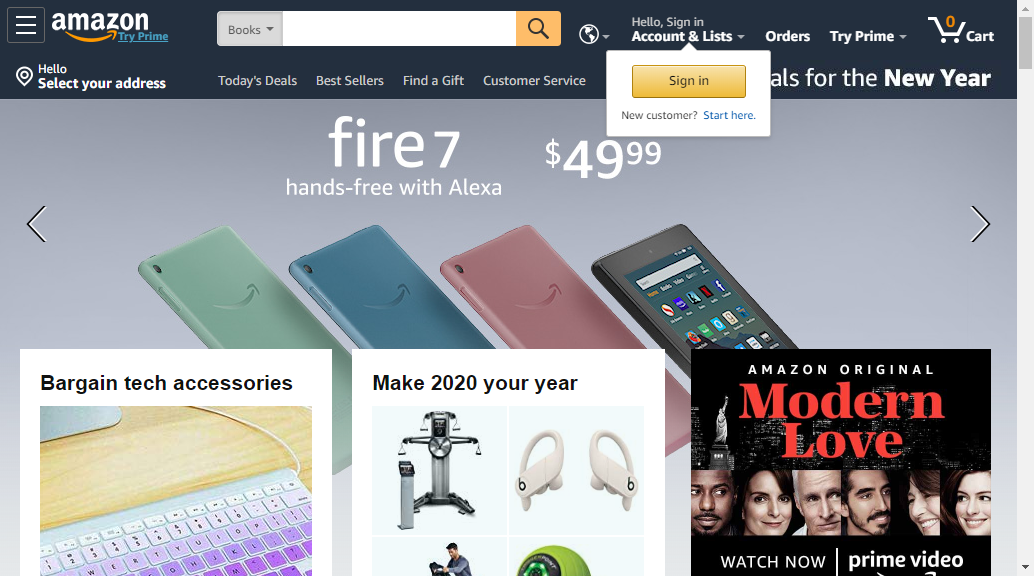 amazon
Try Prime
Books
Hello, Sign in
Account & Lists
Orders
Try Prime
0
Cart
Hello
Select your address
Today's Deals
Best Sellers
Find a Gift
Customer Service
als for the New Year
Sign in
New customer? Start here.
fire 7
$49.99
hands-free with Alexa
Bargain tech accessories
Make 2020 your year
AMAZON ORIGINAL
Modern
Love
WATCH NOW
prime video